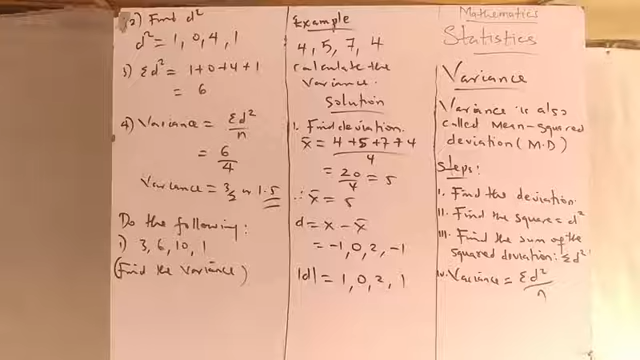 Mathematics
Statistics
Variance
Variance is also
called Mean-squared
deviation (M.D)
Steps:
I. Find the deviation.
II. Find the square = d²
III. Find the sum of the
squared deviation: Σd²
IV. Variance = Σd²/n
Example
4, 5, 7, 4
Calculate the
Variance.
Solution
1. Find deviation.
x̄ = 4+5+7+4/4
= 20/4 = 5
∴ x̄ = 5
d = x - x̄
= -1, 0, 2, -1
|d| = 1, 0, 2, 1
2) Find d²
d² = 1, 0, 4, 1
3) Σd² = 1+0+4+1
= 6
4) Variance = Σd²/n
= 6/4
Variance = 3/2 or 1.5
Do the following:
1) 3, 6, 10, 1
(Find the variance)